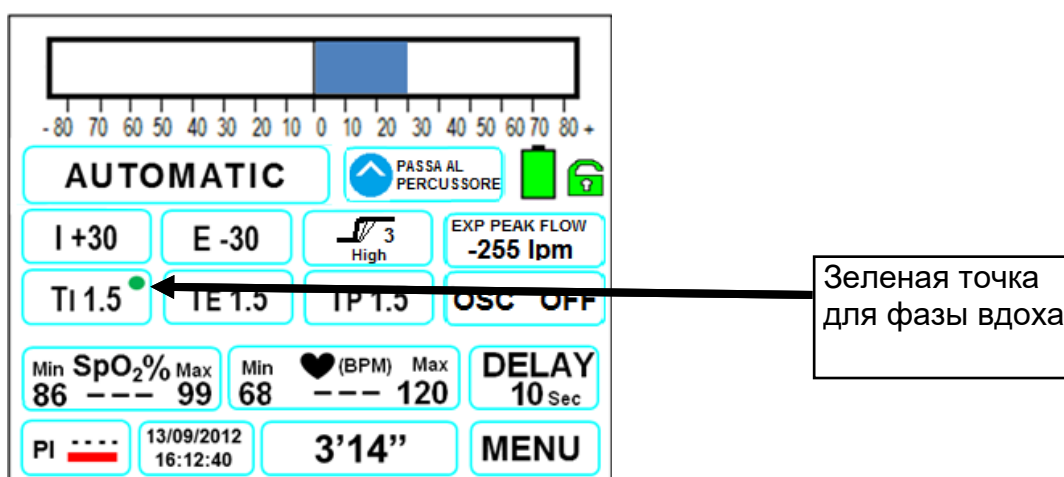 - 80 70 60 50 40 30 20 10 0 10 20 30 40 50 60 70 80 +
AUTOMATIC
PASSA AL
PERCUSSORE
I +30
E -30
3
High
EXP PEAK FLOW
-255 lpm
TI 1.5
TE 1.5
TP 1.5
OSC OFF
Зеленая точка
для фазы вдоха
Min SpO₂% Max
86 --- 99
Min (BPM) Max
68 --- 120
DELAY
10 Sec
PI ----
13/09/2012
16:12:40
3’14’’
MENU